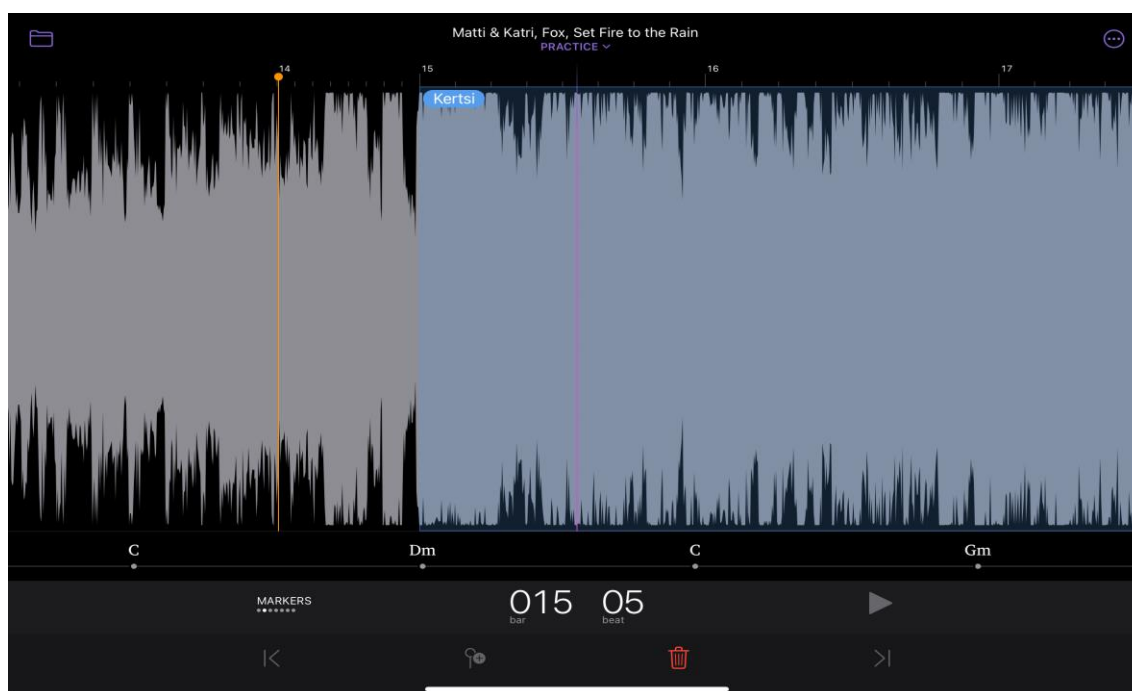 Matti & Katri, Fox, Set Fire to the Rain
PRACTICE
14 15 16 17
Kertsi
C Dm C Gm
MARKERS 015 05
bar beat